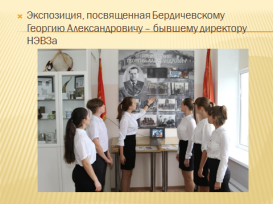 Экспозиция, посвященная Бердичевскому
Георгию Александровичу – бывшему директору
НЭВЗа